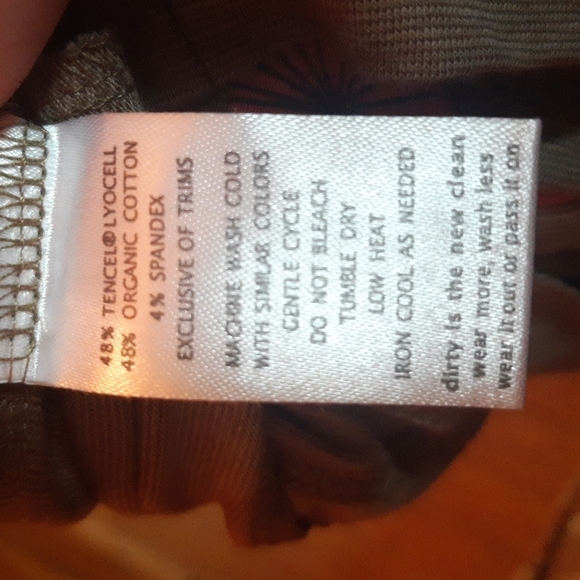 48% TENCEL® LYOCELL
48% ORGANIC COTTON
4% SPANDEX
EXCLUSIVE OF TRIMS
MACHINE WASH COLD
WITH SIMILAR COLORS
GENTLE CYCLE
DO NOT BLEACH
TUMBLE DRY
LOW HEAT
IRON COOL AS NEEDED
dirty is the new clean
wear more, wash less
wear it out or pass it on